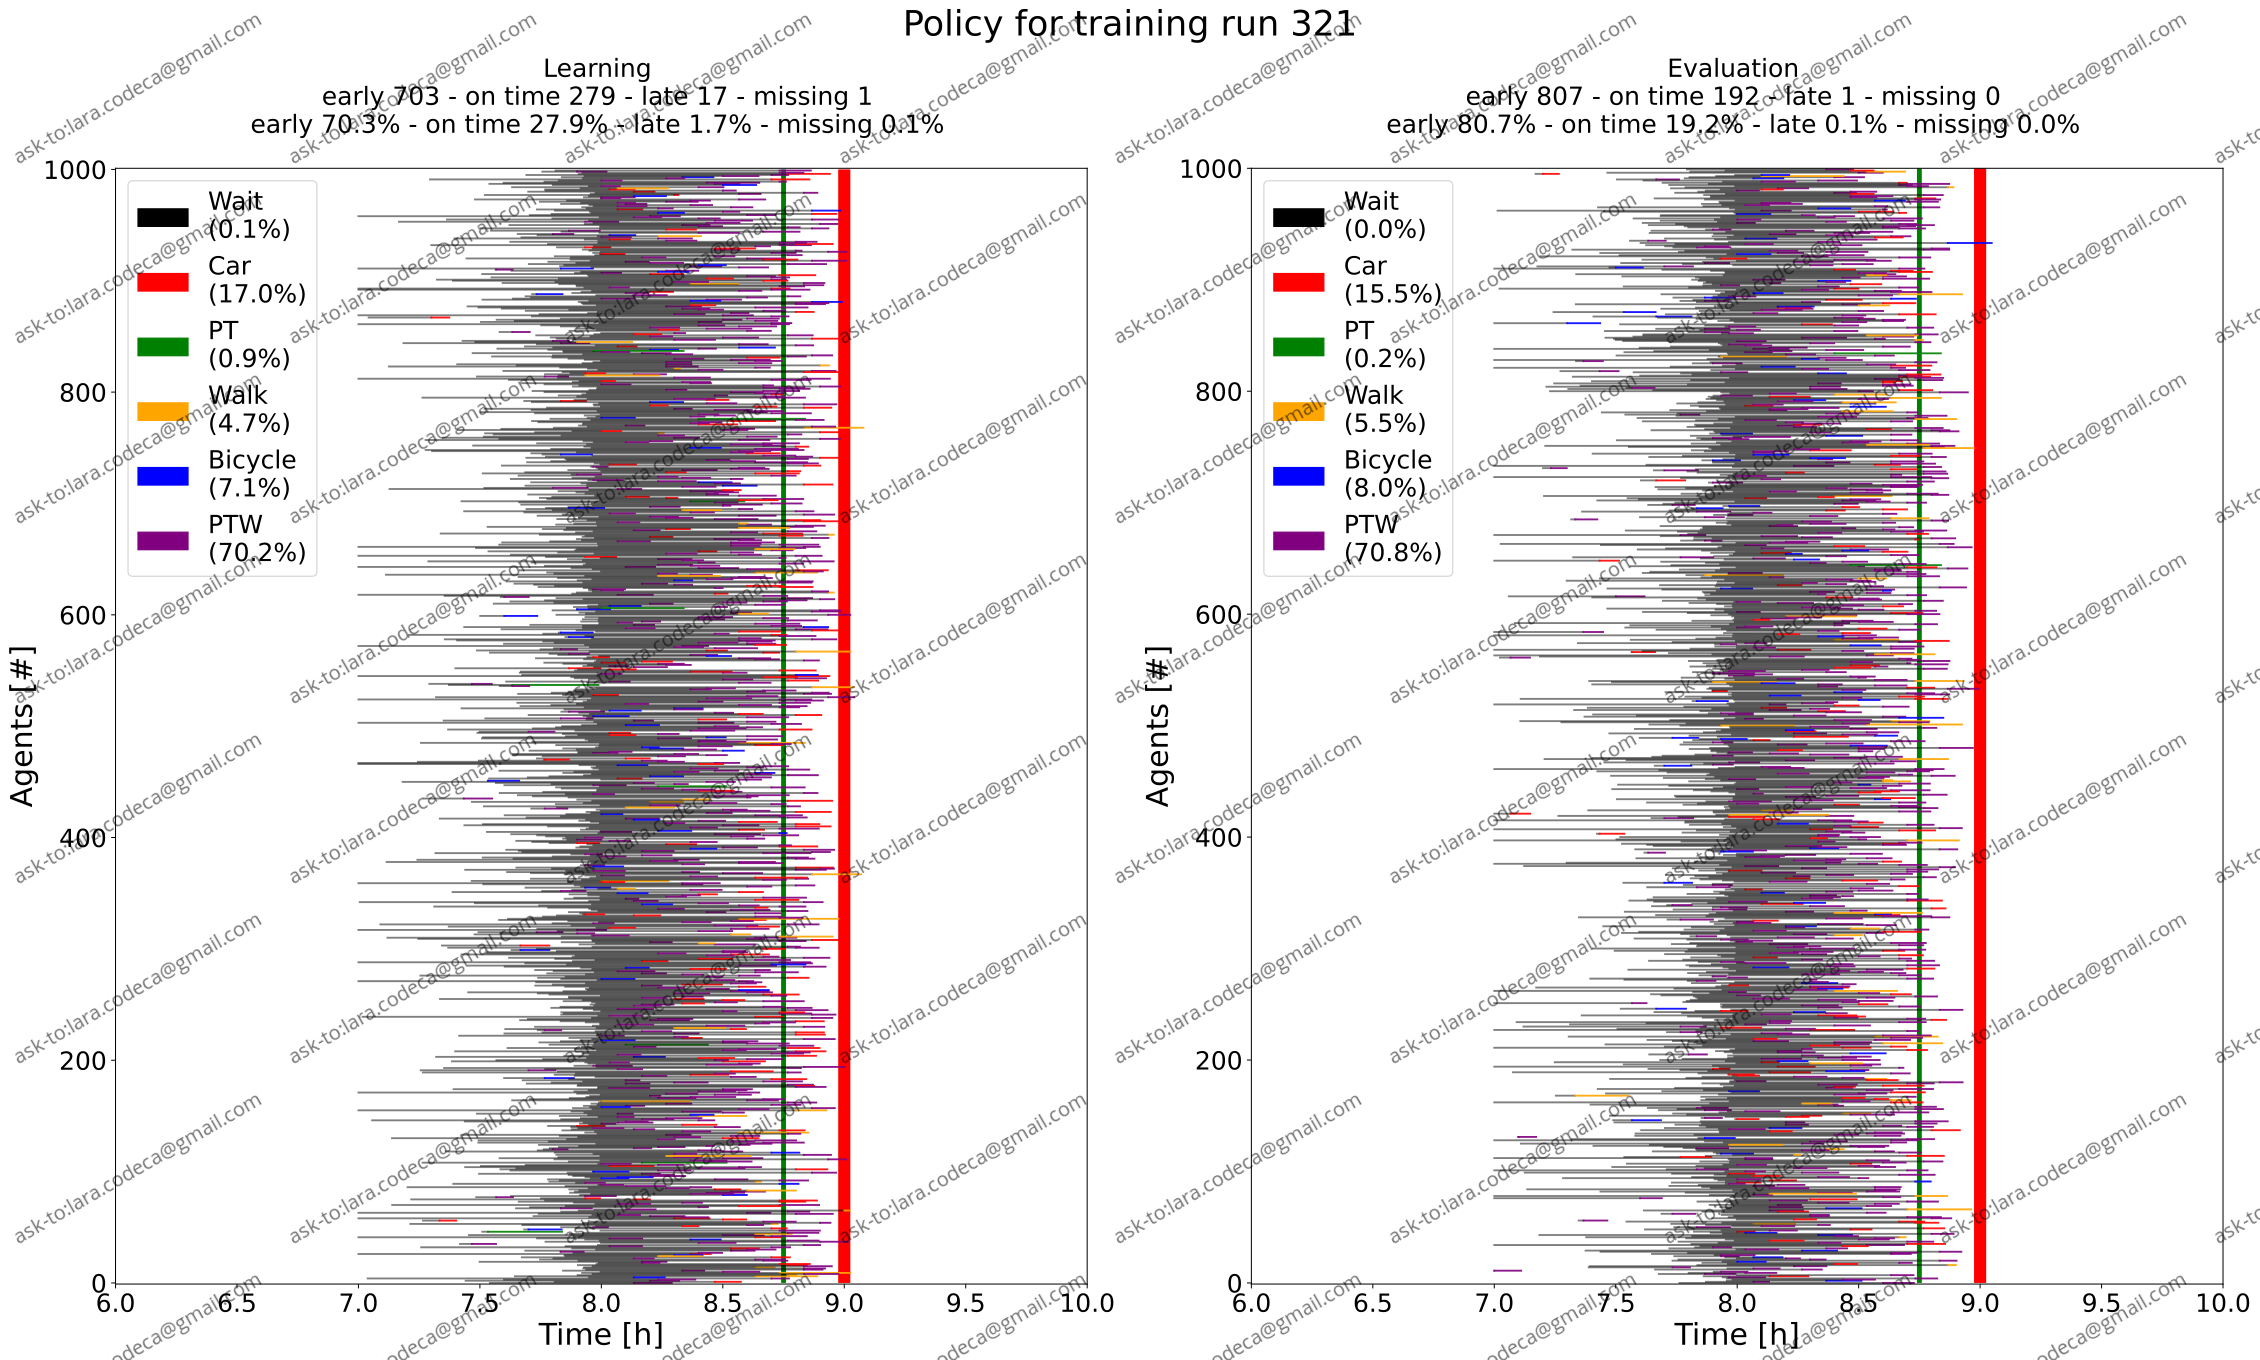 Policy for training run 321
Learning
early 703 - on time 279 - late 17 - missing 1
early 70.3% - on time 27.9% - late 1.7% - missing 0.1%
Evaluation
early 807 - on time 192 - late 1 - missing 0
early 80.7% - on time 19.2% - late 0.1% - missing 0.0%
1000
800
600
400
200
0
Agents [#]
Wait
(0.1%)
Car
(17.0%)
PT
(0.9%)
Walk
(4.7%)
Bicycle
(7.1%)
PTW
(70.2%)
6.0 6.5 7.0 7.5 8.0 8.5 9.0 9.5 10.0
Time [h]
1000
800
600
400
200
0
Agents [#]
Wait
(0.0%)
Car
(15.5%)
PT
(0.2%)
Walk
(5.5%)
Bicycle
(8.0%)
PTW
(70.8%)
6.0 6.5 7.0 7.5 8.0 8.5 9.0 9.5 10.0
Time [h]
ask-to:lara.codeca@gmail.com